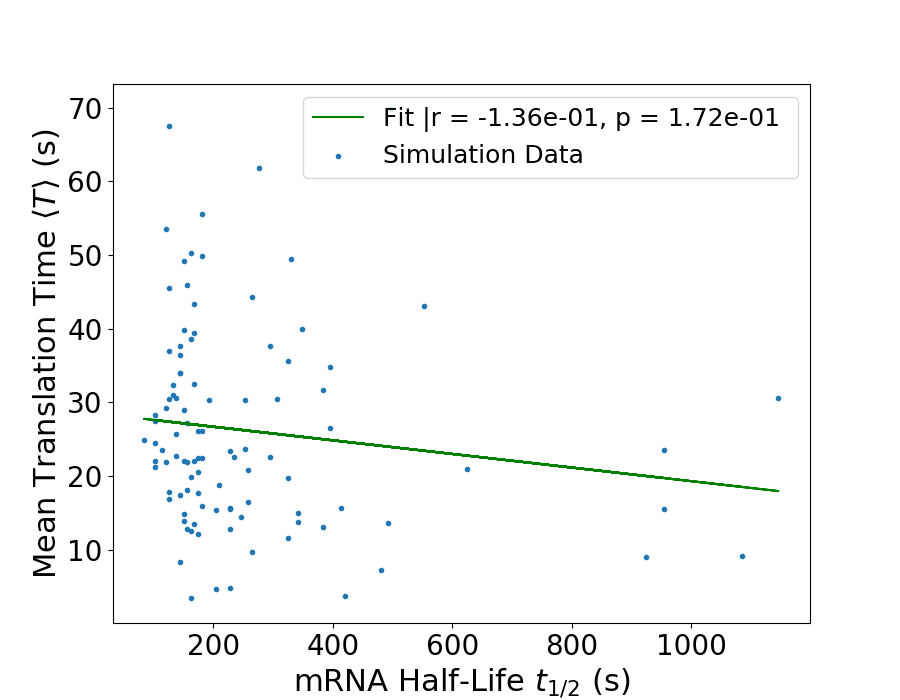 Fit |r = -1.36e-01, p = 1.72e-01
Simulation Data
Mean Translation Time ⟨T⟩ (s)
70
60
50
40
30
20
10
200 400 600 800 1000
mRNA Half-Life t1/2 (s)